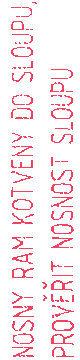 NOSNÝ RÁM KOTVENÝ DO SLOUPU,
PROVĚŘIT NOSNOST SLOUPU